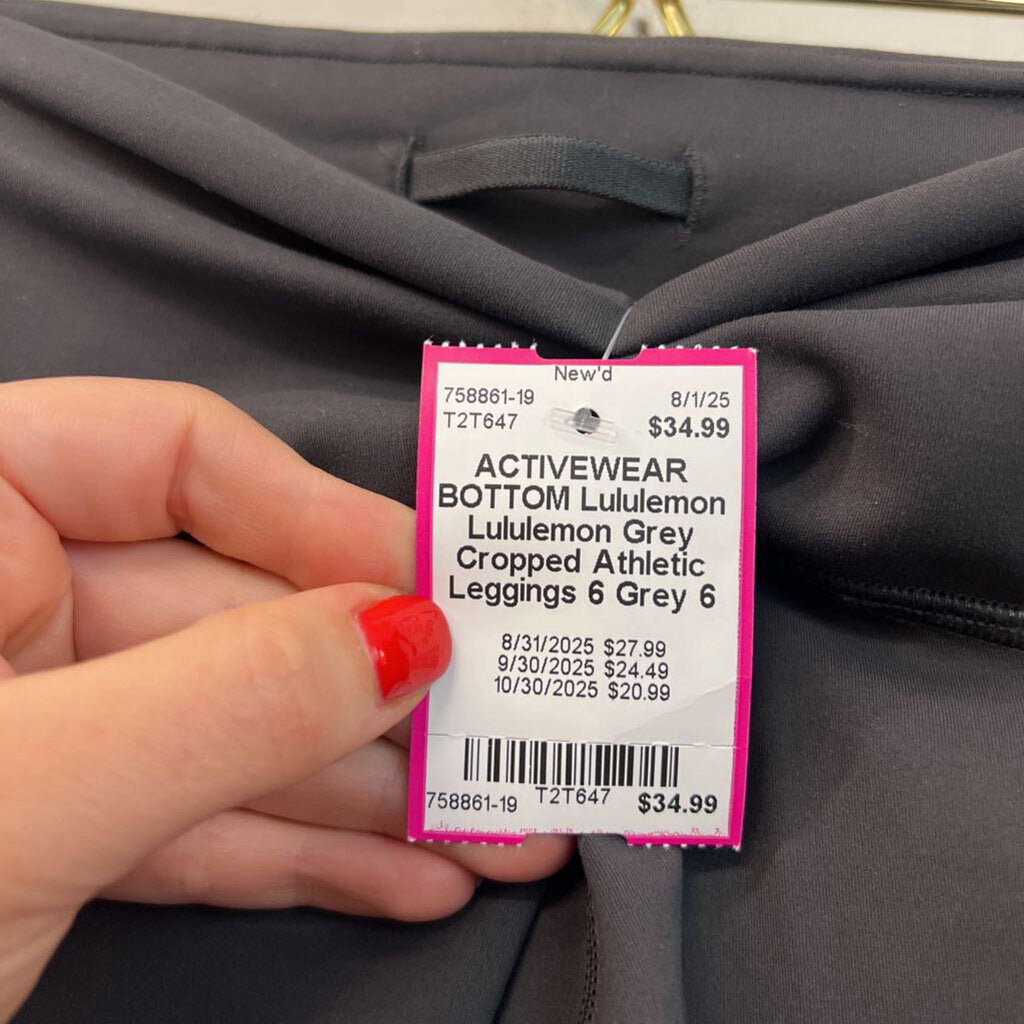 New'd
758861-19 8/1/25
T2T647 $34.99
ACTIVEWEAR
BOTTOM Lululemon
Lululemon Grey
Cropped Athletic
Leggings 6 Grey 6
8/31/2025 $27.99
9/30/2025 $24.49
10/30/2025 $20.99
758861-19 T2T647 $34.99